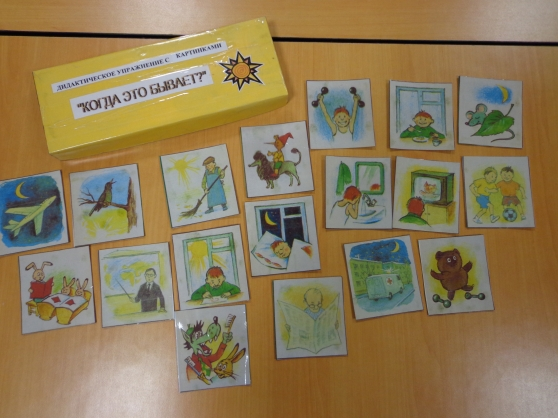 ДИДАКТИЧЕСКОЕ УПРАЖНЕНИЕ С КАРТИНКАМИ
"КОГДА ЭТО БЫВАЕТ?"